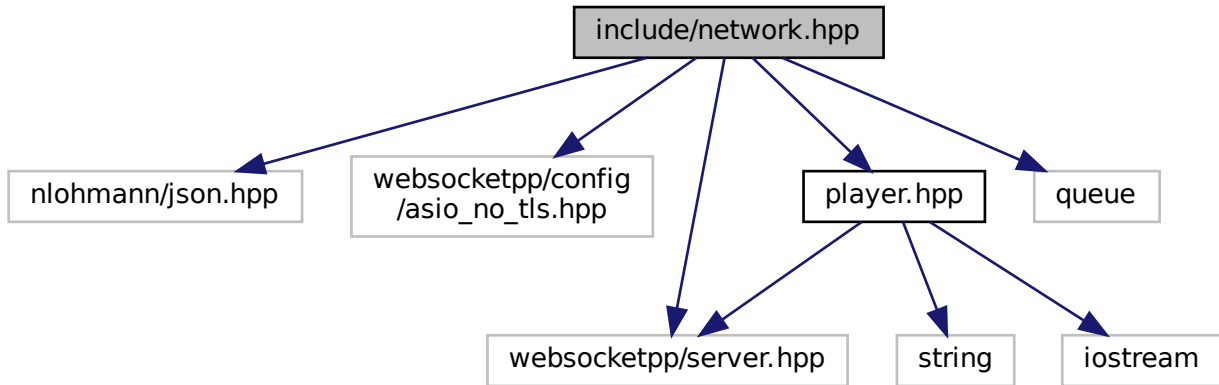 include/network.hpp
nlohmann/json.hpp
websocketpp/config
/asio_no_tls.hpp
player.hpp
queue
websocketpp/server.hpp
string
iostream